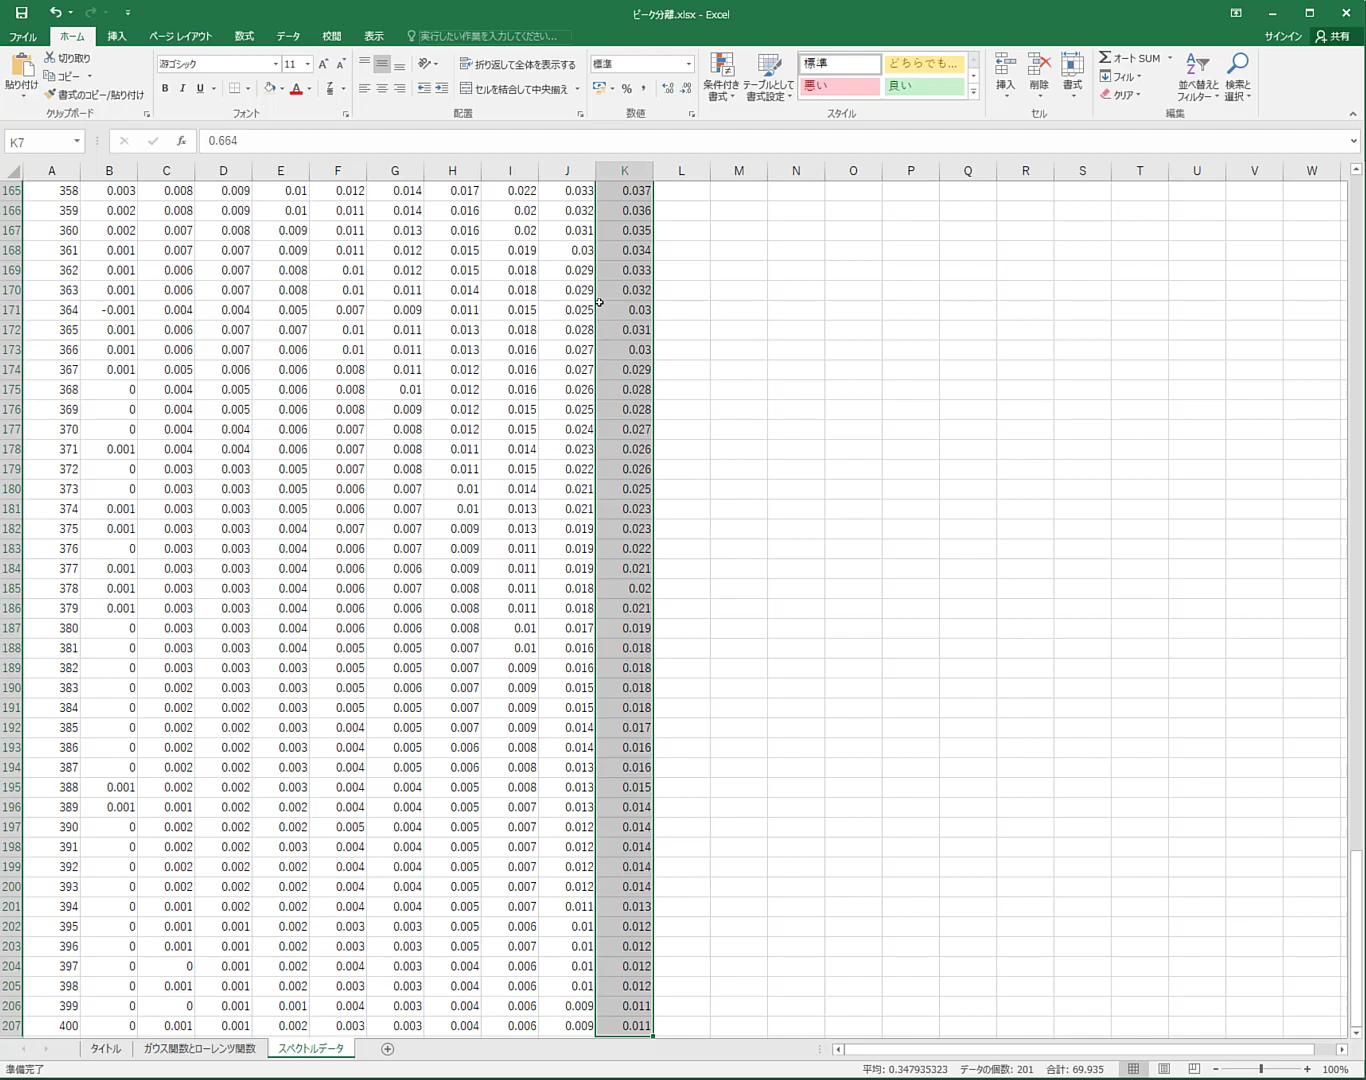 ピーク分離.xlsx - Excel
ファイル ホーム 挿入 ページ レイアウト 数式 データ 校閲 表示 実行したい作業を入力してください... サインイン 共有
貼り付け 切り取り コピー 書式のコピー/貼り付け クリップボード
游ゴシック 11 B I U A フォント
折り返して全体を表示する セルを結合して中央揃え 配置
標準 % 数値
条件付き書式 テーブルとして書式設定 標準 どちらでも... 悪い 良い スタイル
挿入 削除 書式 セル
オート SUM フィル クリア 並べ替えとフィルター 検索と選択 編集
K7 fx 0.664
A B C D E F G H I J K L M N O P Q R S T U V W
165 358 0.003 0.008 0.009 0.01 0.012 0.014 0.017 0.022 0.033 0.037
166 359 0.002 0.008 0.009 0.01 0.011 0.014 0.016 0.02 0.032 0.036
167 360 0.002 0.007 0.008 0.009 0.011 0.013 0.016 0.02 0.031 0.035
168 361 0.001 0.007 0.007 0.009 0.011 0.012 0.015 0.019 0.03 0.034
169 362 0.001 0.006 0.007 0.008 0.01 0.012 0.015 0.018 0.029 0.033
170 363 0.001 0.006 0.007 0.008 0.01 0.011 0.014 0.018 0.029 0.032
171 364 -0.001 0.004 0.004 0.005 0.007 0.009 0.011 0.015 0.025 0.03
172 365 0.001 0.006 0.007 0.007 0.01 0.011 0.013 0.018 0.028 0.031
173 366 0.001 0.006 0.007 0.006 0.01 0.011 0.013 0.016 0.027 0.03
174 367 0.001 0.005 0.006 0.006 0.008 0.011 0.012 0.016 0.027 0.029
175 368 0 0.004 0.005 0.006 0.008 0.01 0.012 0.016 0.026 0.028
176 369 0 0.004 0.005 0.006 0.008 0.009 0.012 0.015 0.025 0.028
177 370 0 0.004 0.004 0.006 0.007 0.008 0.012 0.015 0.024 0.027
178 371 0.001 0.004 0.004 0.006 0.007 0.008 0.011 0.014 0.023 0.026
179 372 0 0.003 0.003 0.005 0.007 0.008 0.011 0.014 0.022 0.026
180 373 0 0.003 0.003 0.005 0.006 0.007 0.01 0.014 0.021 0.025
181 374 0.001 0.003 0.003 0.005 0.006 0.007 0.01 0.013 0.021 0.023
182 375 0.001 0.003 0.003 0.004 0.007 0.007 0.009 0.013 0.019 0.023
183 376 0 0.003 0.003 0.004 0.006 0.007 0.009 0.011 0.019 0.022
184 377 0.001 0.003 0.003 0.004 0.006 0.006 0.009 0.011 0.019 0.021
185 378 0.001 0.003 0.003 0.004 0.006 0.007 0.008 0.011 0.018 0.02
186 379 0.001 0.003 0.003 0.004 0.006 0.006 0.008 0.011 0.018 0.021
187 380 0 0.003 0.003 0.004 0.006 0.006 0.008 0.01 0.017 0.019
188 381 0 0.003 0.003 0.004 0.005 0.005 0.007 0.01 0.016 0.018
189 382 0 0.003 0.003 0.003 0.005 0.005 0.007 0.009 0.016 0.018
190 383 0 0.002 0.003 0.003 0.005 0.006 0.007 0.009 0.015 0.018
191 384 0 0.002 0.002 0.003 0.005 0.005 0.007 0.009 0.015 0.018
192 385 0 0.002 0.002 0.003 0.004 0.005 0.007 0.009 0.014 0.017
193 386 0 0.002 0.002 0.003 0.004 0.005 0.006 0.008 0.014 0.016
194 387 0 0.002 0.002 0.003 0.004 0.005 0.006 0.008 0.013 0.016
195 388 0.001 0.002 0.002 0.003 0.004 0.004 0.005 0.008 0.013 0.015
196 389 0.001 0.001 0.002 0.002 0.004 0.004 0.005 0.007 0.013 0.014
197 390 0 0.002 0.002 0.002 0.005 0.004 0.005 0.007 0.012 0.014
198 391 0 0.002 0.002 0.003 0.004 0.004 0.005 0.007 0.012 0.014
199 392 0 0.002 0.002 0.002 0.004 0.004 0.005 0.007 0.012 0.014
200 393 0 0.002 0.002 0.002 0.004 0.004 0.005 0.007 0.012 0.014
201 394 0 0.001 0.002 0.002 0.004 0.004 0.005 0.007 0.011 0.013
202 395 0 0.001 0.001 0.002 0.003 0.003 0.005 0.006 0.01 0.012
203 396 0 0.001 0.001 0.002 0.003 0.003 0.005 0.007 0.01 0.012
204 397 0 0 0.001 0.002 0.004 0.003 0.004 0.006 0.01 0.012
205 398 0 0.001 0.001 0.002 0.003 0.003 0.004 0.006 0.01 0.012
206 399 0 0 0.001 0.001 0.004 0.003 0.004 0.006 0.009 0.011
207 400 0 0.001 0.001 0.002 0.003 0.003 0.004 0.006 0.009 0.011
タイトル ガウス関数とローレンツ関数 スペクトルデータ
準備完了 平均: 0.347935323 データの個数: 201 合計: 69.935 100%